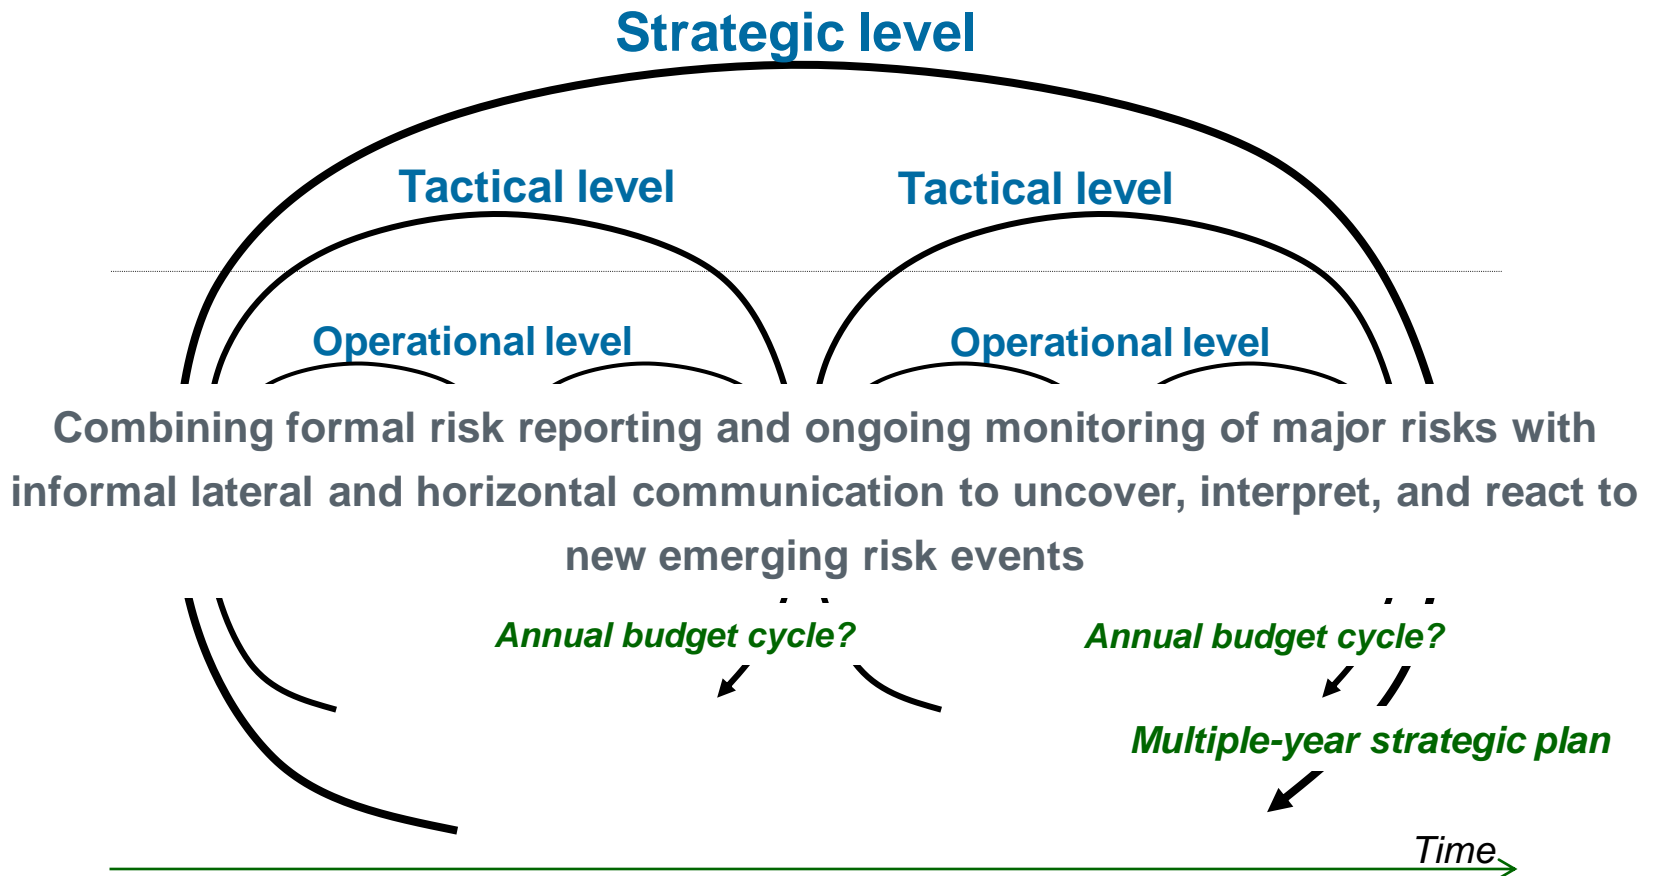 Strategic level
Tactical level
Tactical level
Operational level
Operational level
Combining formal risk reporting and ongoing monitoring of major risks with
informal lateral and horizontal communication to uncover, interpret, and react to
new emerging risk events
Annual budget cycle?
Annual budget cycle?
Multiple-year strategic plan
Time